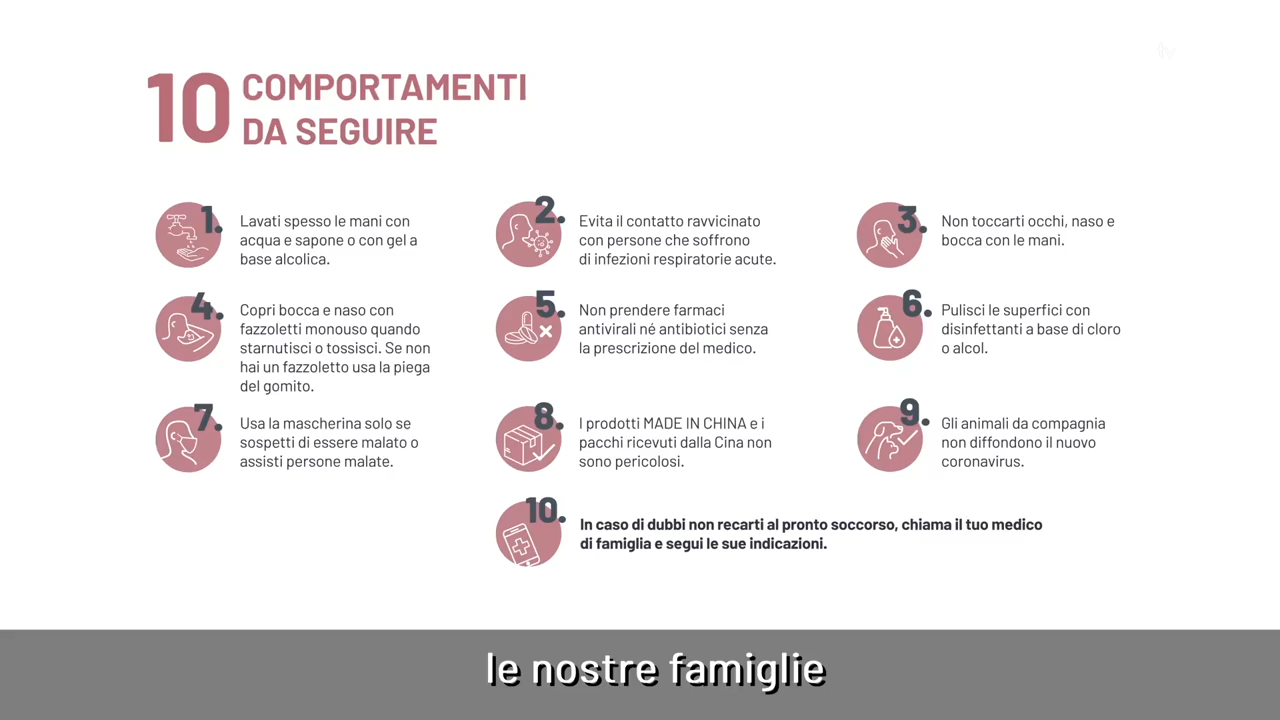 10 COMPORTAMENTI
DA SEGUIRE
1.
Lavati spesso le mani con
acqua e sapone o con gel a
base alcolica.
2.
Evita il contatto ravvicinato
con persone che soffrono
di infezioni respiratorie acute.
3.
Non toccarti occhi, naso e
bocca con le mani.
4.
Copri bocca e naso con
fazzoletti monouso quando
starnutisci o tossisci. Se non
hai un fazzoletto usa la piega
del gomito.
5.
Non prendere farmaci
antivirali né antibiotici senza
la prescrizione del medico.
6.
Pulisci le superfici con
disinfettanti a base di cloro
o alcol.
7.
Usa la mascherina solo se
sospetti di essere malato o
assisti persone malate.
8.
I prodotti MADE IN CHINA e i
pacchi ricevuti dalla Cina non
sono pericolosi.
9.
Gli animali da compagnia
non diffondono il nuovo
coronavirus.
10.
In caso di dubbi non recarti al pronto soccorso, chiama il tuo medico
di famiglia e segui le sue indicazioni.
le nostre famiglie